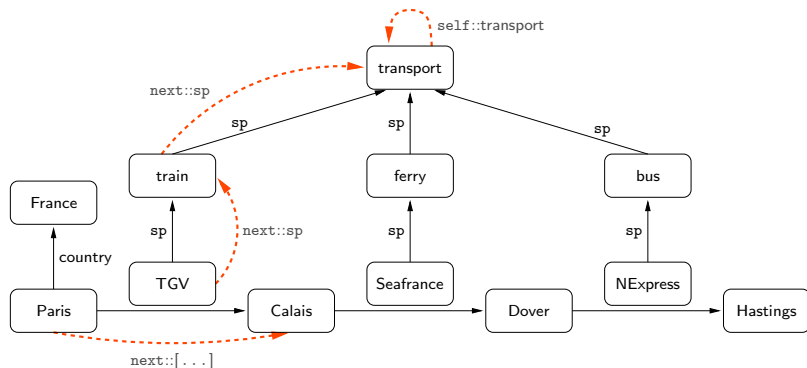 self::transport
transport
next::sp
sp
sp
sp
train
ferry
bus
France
sp
next::sp
sp
sp
country
TGV
Seafrance
NExpress
Paris
Calais
Dover
Hastings
next::[...]